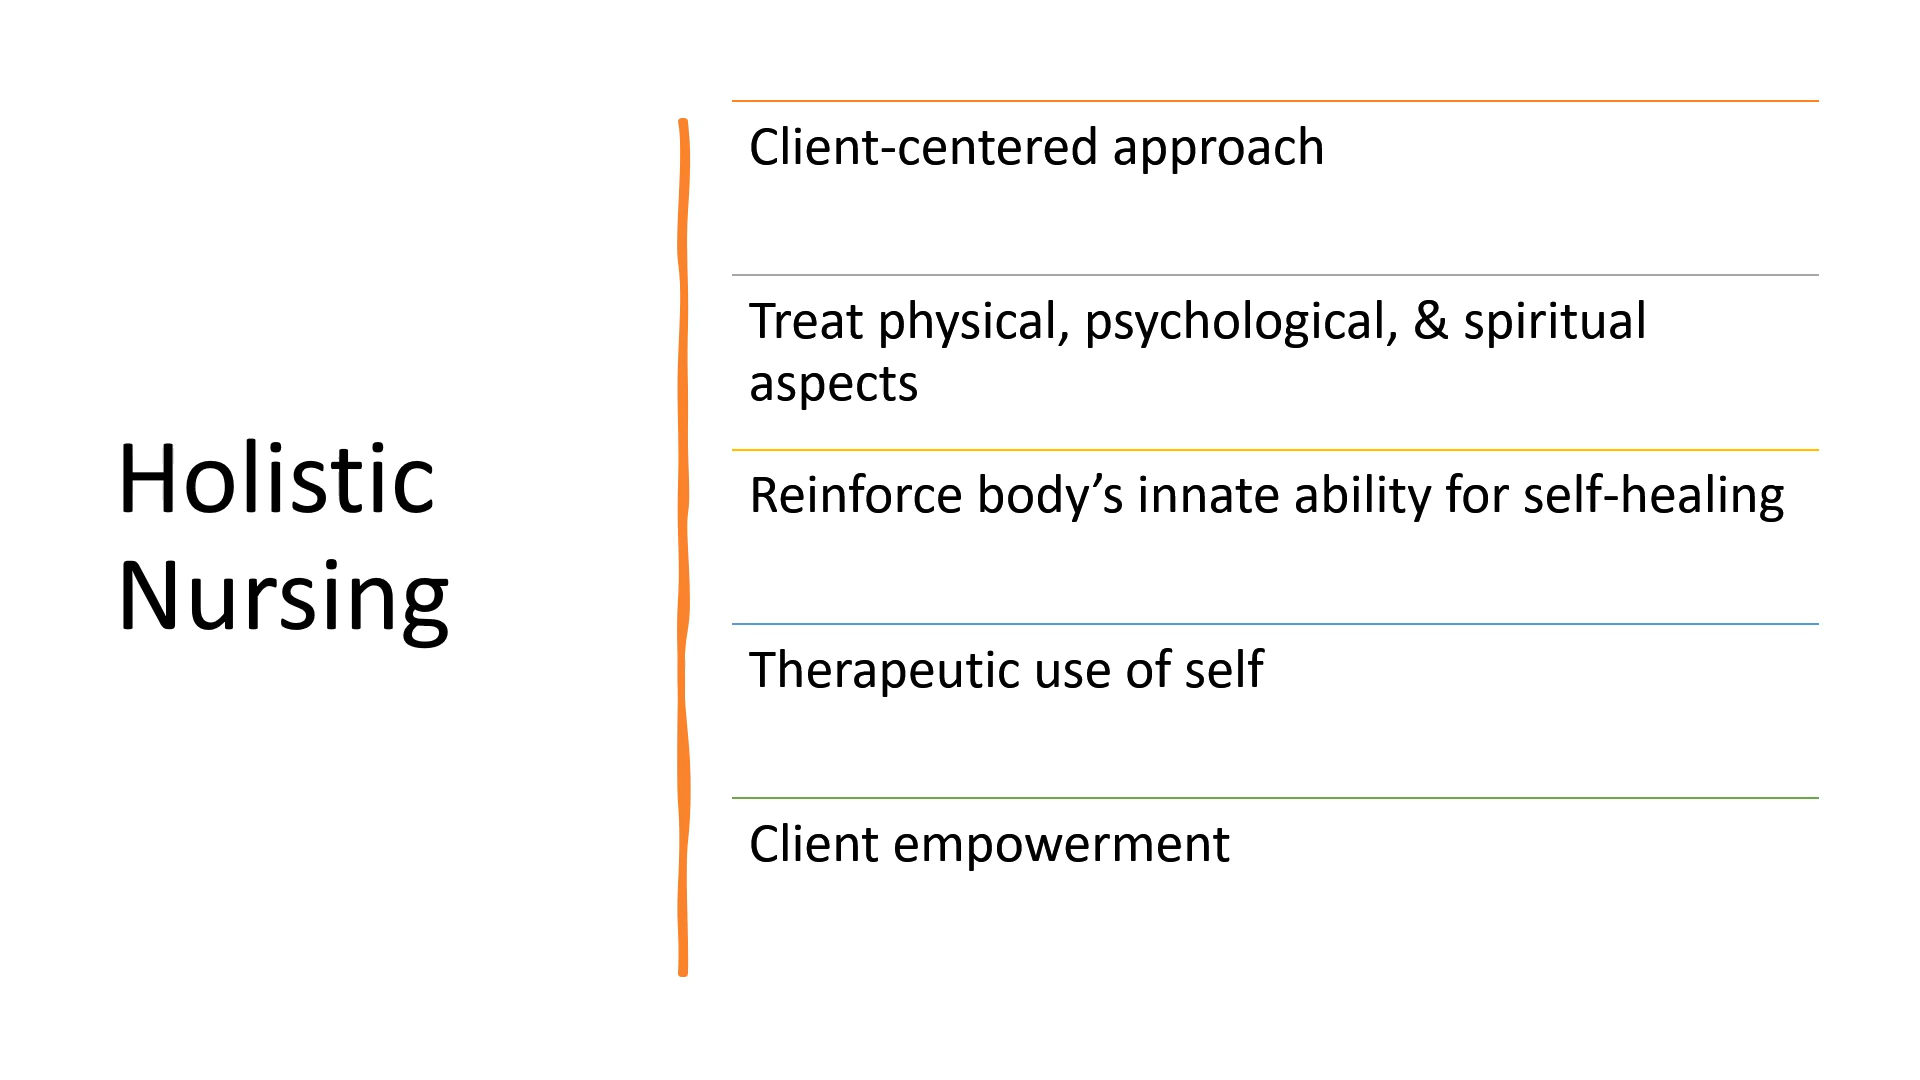 Holistic
Nursing
Client-centered approach
Treat physical, psychological, & spiritual
aspects
Reinforce body’s innate ability for self-healing
Therapeutic use of self
Client empowerment